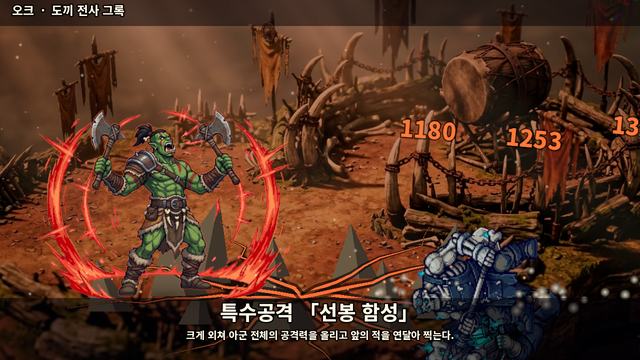 오크 · 도끼 전사 그록
1180
1253
13
특수공격 「선봉 함성」
크게 외쳐 아군 전체의 공격력을 올리고 앞의 적을 연달아 찍는다.